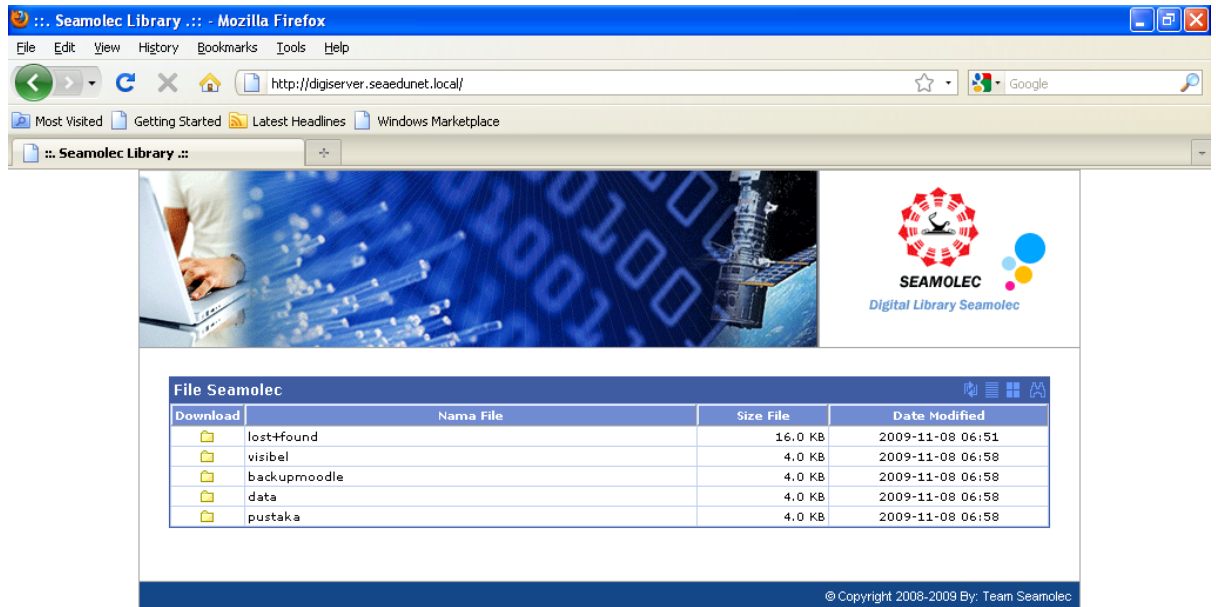 ::. Seamolec Library .:: - Mozilla Firefox
File Edit View History Bookmarks Tools Help
http://digiserver.seaedunet.local/
Google
Most Visited Getting Started Latest Headlines Windows Marketplace
::. Seamolec Library .::
SEAMOLEC
Digital Library Seamolec
File Seamolec
Download Nama File Size File Date Modified
lost+found 16.0 KB 2009-11-08 06:51
visibel 4.0 KB 2009-11-08 06:58
backupmoodle 4.0 KB 2009-11-08 06:58
data 4.0 KB 2009-11-08 06:58
pustaka 4.0 KB 2009-11-08 06:58
© Copyright 2008-2009 By: Team Seamolec